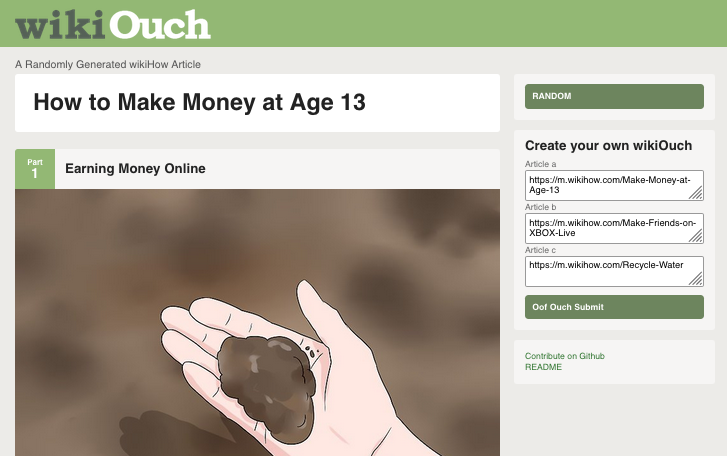 wikiOuch
A Randomly Generated wikiHow Article
How to Make Money at Age 13
Part
1
Earning Money Online
RANDOM
Create your own wikiOuch
Article a
https://m.wikihow.com/Make-Money-at-
Age-13
Article b
https://m.wikihow.com/Make-Friends-on-
XBOX-Live
Article c
https://m.wikihow.com/Recycle-Water
Oof Ouch Submit
Contribute on Github
README